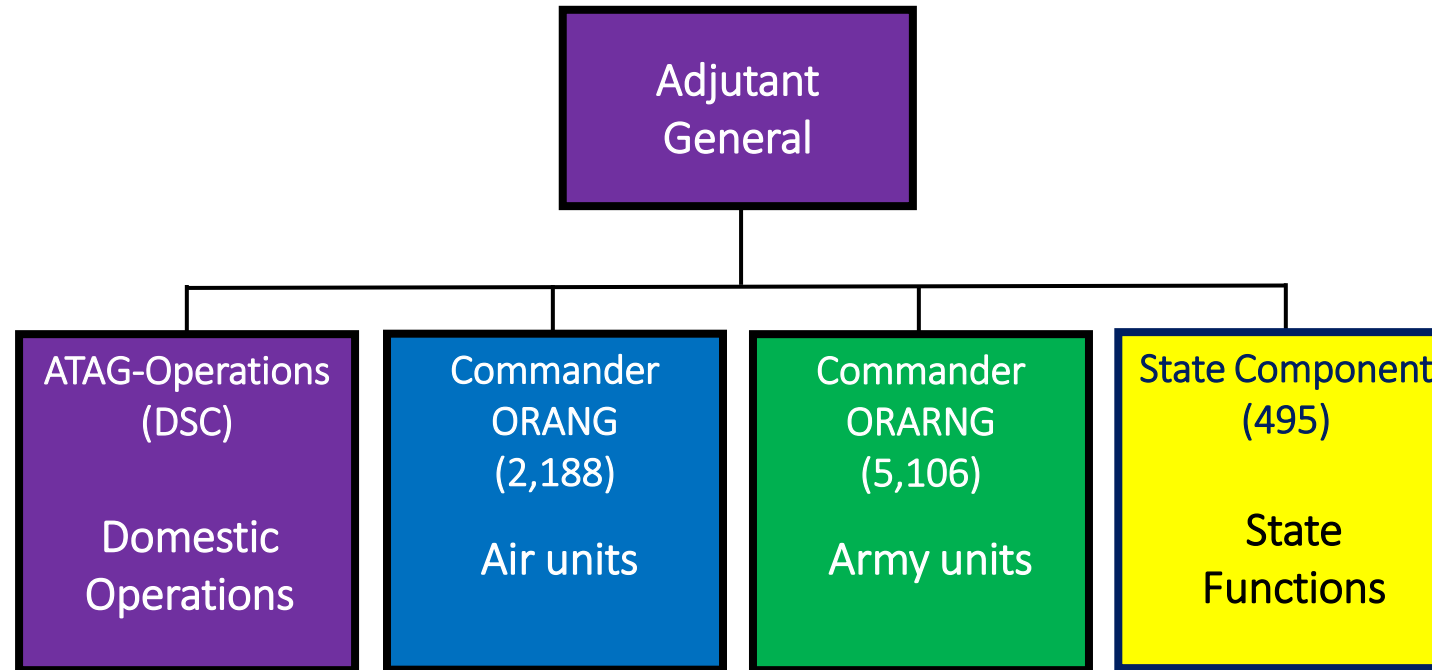 Adjutant
General
ATAG-Operations
(DSC)
Domestic
Operations
Commander
ORANG
(2,188)
Air units
Commander
ORARNG
(5,106)
Army units
State Component
(495)
State
Functions